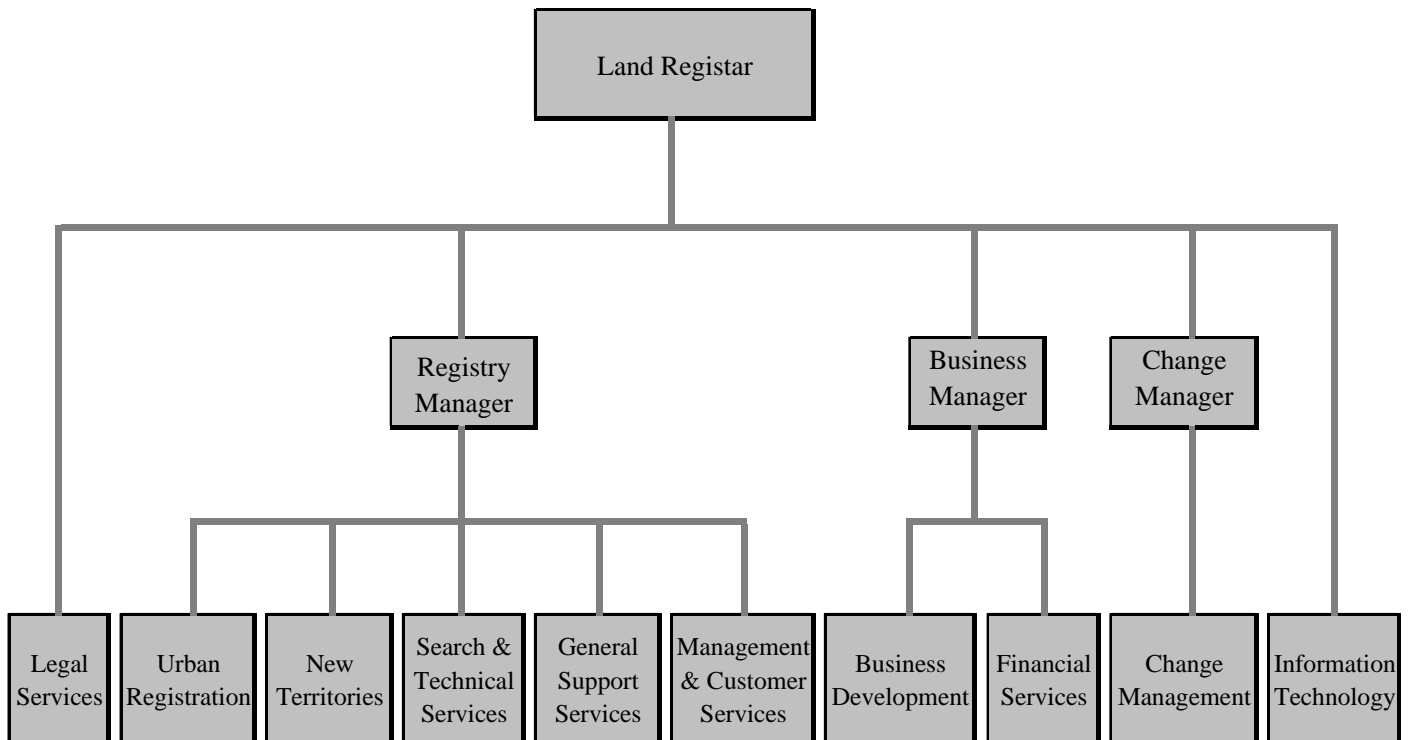 Land Registar
Registry
Manager
Business
Manager
Change
Manager
Legal
Services
Urban
Registration
New
Territories
Search &
Technical
Services
General
Support
Services
Management
& Customer
Services
Business
Development
Financial
Services
Change
Management
Information
Technology